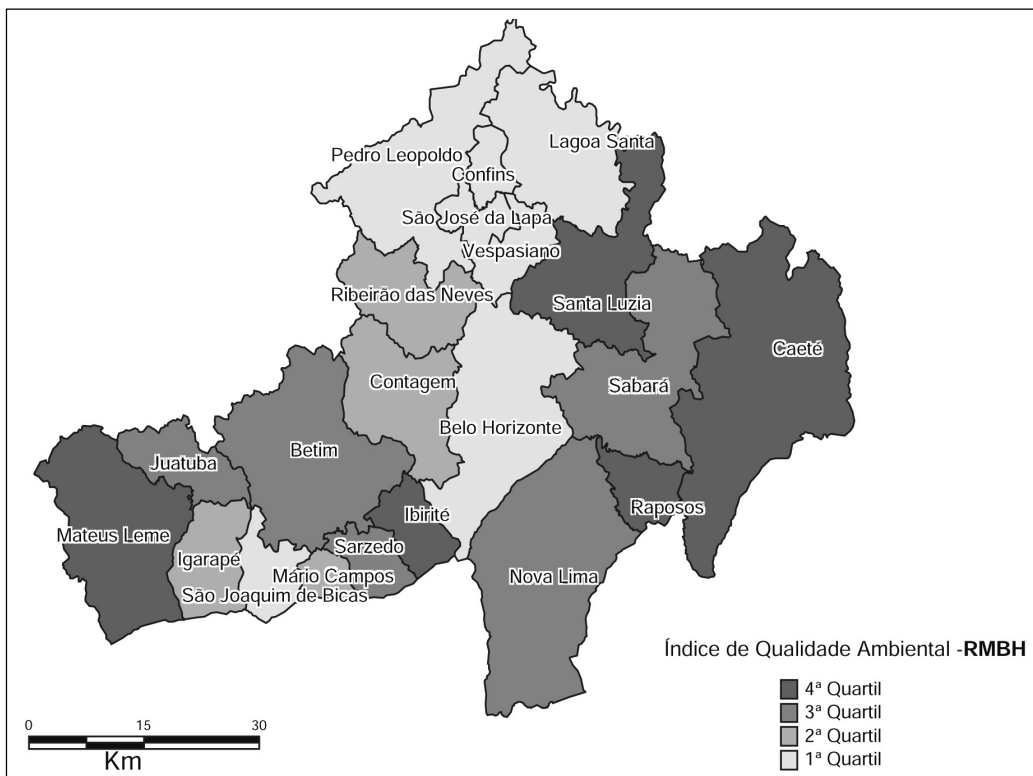 Lagoa Santa
Pedro Leopoldo
Confins
São José da Lapa
Vespasiano
Ribeirão das Neves
Santa Luzia
Caeté
Contagem
Sabará
Belo Horizonte
Betim
Juatuba
Raposos
Ibirité
Mateus Leme
Sarzedo
Igarapé
Mário Campos
Nova Lima
São Joaquim de Bicas
Índice de Qualidade Ambiental -RMBH
4ª Quartil
3ª Quartil
2ª Quartil
1ª Quartil
0 15 30
Km